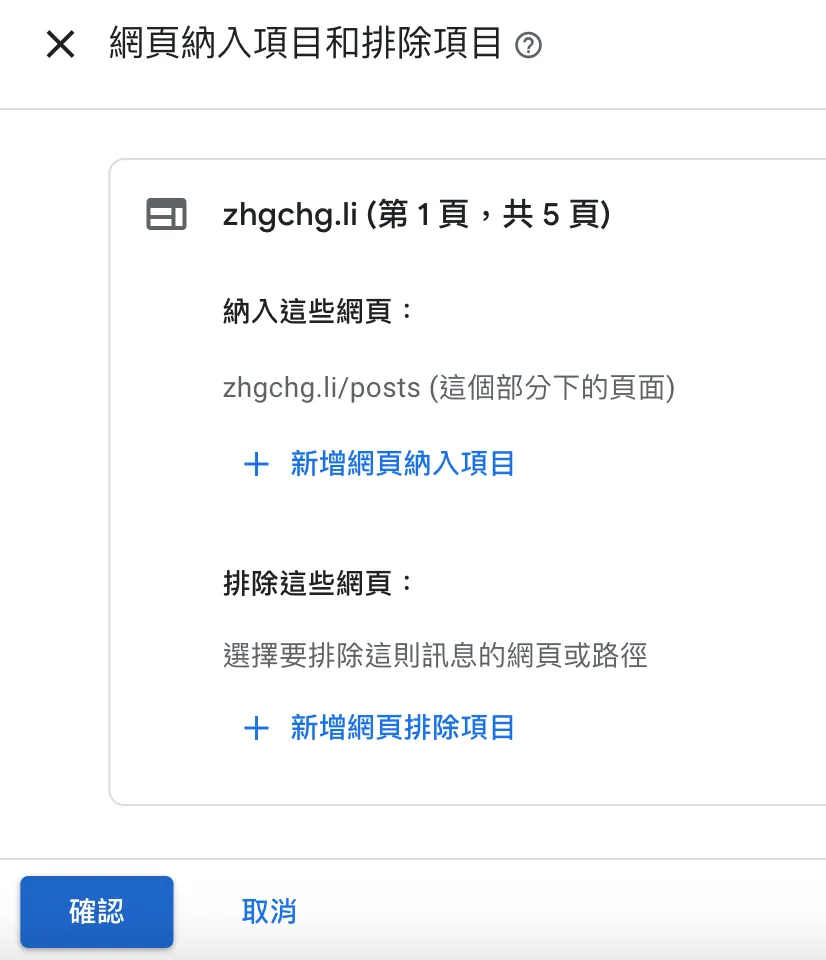 網頁納入項目和排除項目
zhgchg.li (第 1 頁，共 5 頁)
納入這些網頁：
zhgchg.li/posts (這個部分下的頁面)
新增網頁納入項目
排除這些網頁：
選擇要排除這則訊息的網頁或路徑
新增網頁排除項目
確認
取消